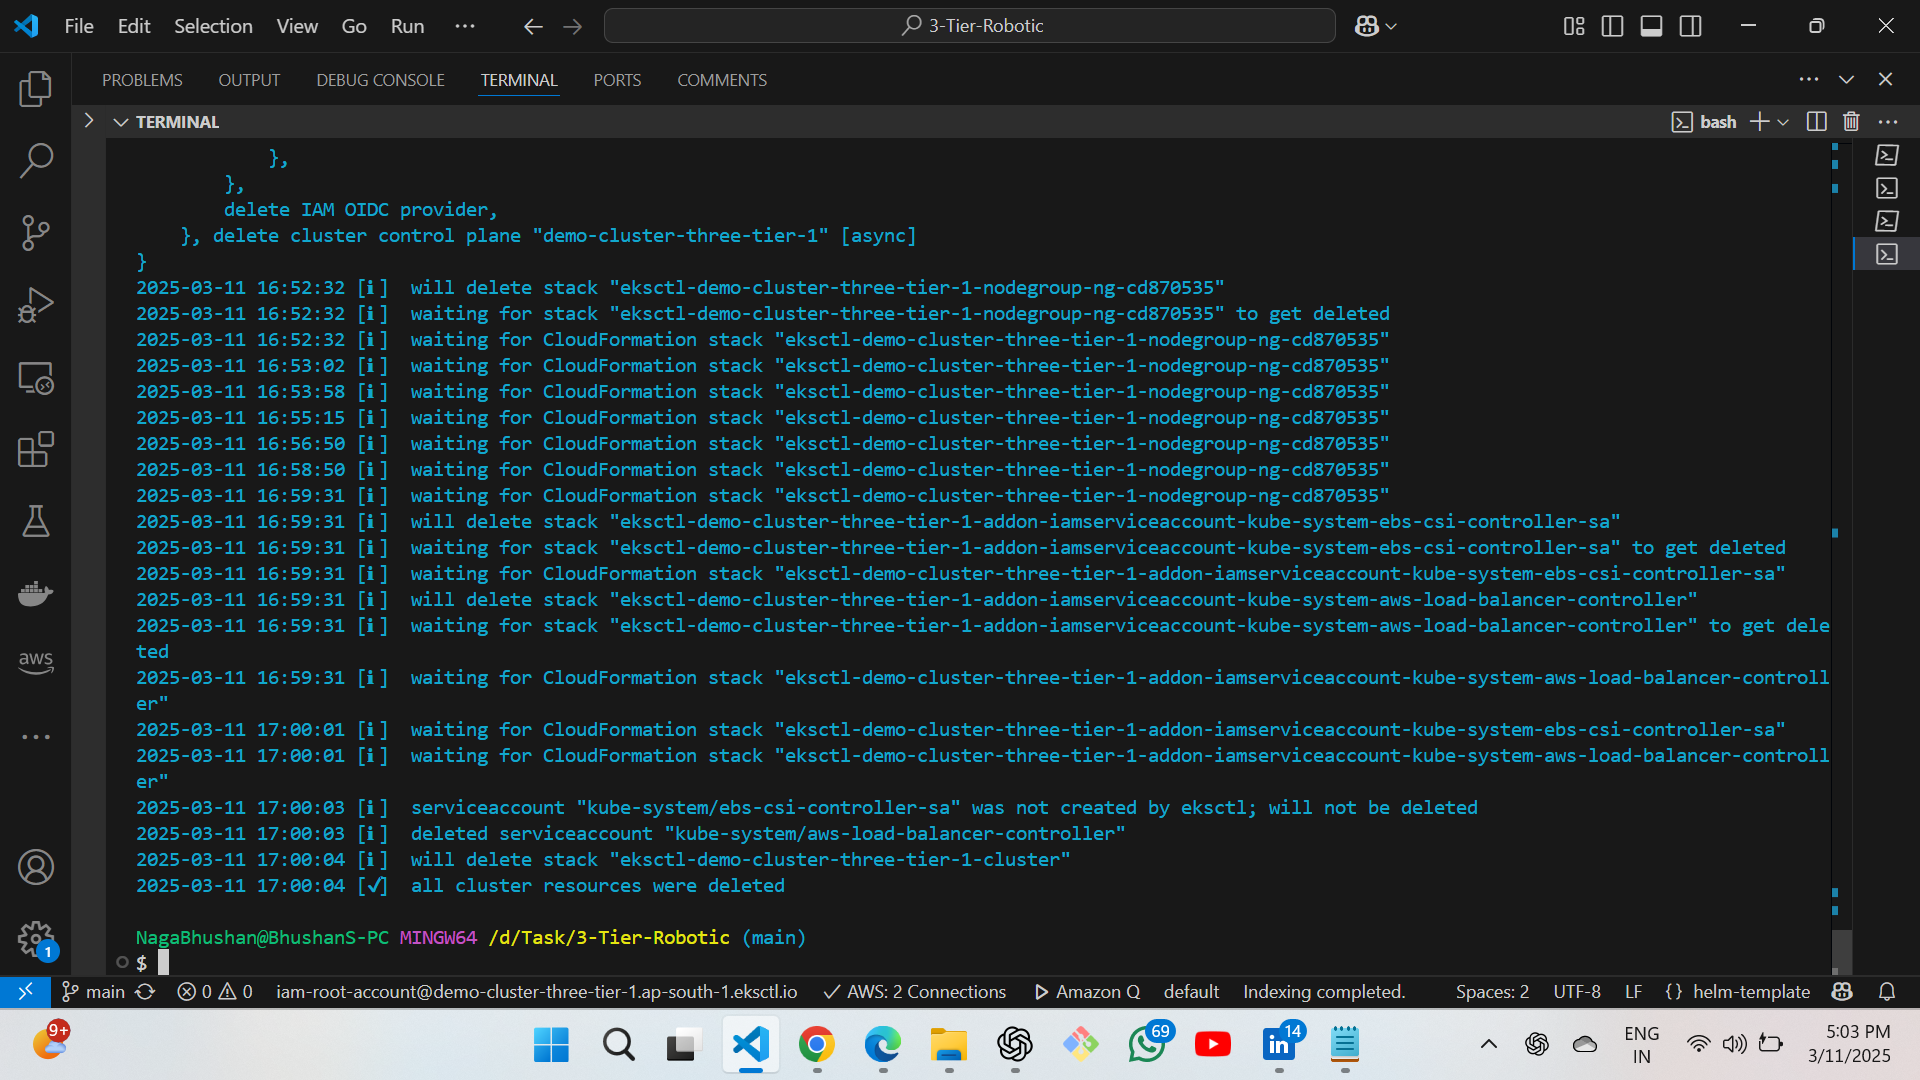 File Edit Selection View Go Run ··· 3-Tier-Robotic
PROBLEMS OUTPUT DEBUG CONSOLE TERMINAL PORTS COMMENTS
TERMINAL bash
},
},
delete IAM OIDC provider,
}, delete cluster control plane "demo-cluster-three-tier-1" [async]
}
2025-03-11 16:52:32 [ℹ]  will delete stack "eksctl-demo-cluster-three-tier-1-nodegroup-ng-cd870535"
2025-03-11 16:52:32 [ℹ]  waiting for stack "eksctl-demo-cluster-three-tier-1-nodegroup-ng-cd870535" to get deleted
2025-03-11 16:52:32 [ℹ]  waiting for CloudFormation stack "eksctl-demo-cluster-three-tier-1-nodegroup-ng-cd870535"
2025-03-11 16:53:02 [ℹ]  waiting for CloudFormation stack "eksctl-demo-cluster-three-tier-1-nodegroup-ng-cd870535"
2025-03-11 16:53:58 [ℹ]  waiting for CloudFormation stack "eksctl-demo-cluster-three-tier-1-nodegroup-ng-cd870535"
2025-03-11 16:55:15 [ℹ]  waiting for CloudFormation stack "eksctl-demo-cluster-three-tier-1-nodegroup-ng-cd870535"
2025-03-11 16:56:50 [ℹ]  waiting for CloudFormation stack "eksctl-demo-cluster-three-tier-1-nodegroup-ng-cd870535"
2025-03-11 16:58:50 [ℹ]  waiting for CloudFormation stack "eksctl-demo-cluster-three-tier-1-nodegroup-ng-cd870535"
2025-03-11 16:59:31 [ℹ]  waiting for CloudFormation stack "eksctl-demo-cluster-three-tier-1-nodegroup-ng-cd870535"
2025-03-11 16:59:31 [ℹ]  will delete stack "eksctl-demo-cluster-three-tier-1-addon-iamserviceaccount-kube-system-ebs-csi-controller-sa"
2025-03-11 16:59:31 [ℹ]  waiting for stack "eksctl-demo-cluster-three-tier-1-addon-iamserviceaccount-kube-system-ebs-csi-controller-sa" to get deleted
2025-03-11 16:59:31 [ℹ]  waiting for CloudFormation stack "eksctl-demo-cluster-three-tier-1-addon-iamserviceaccount-kube-system-ebs-csi-controller-sa"
2025-03-11 16:59:31 [ℹ]  will delete stack "eksctl-demo-cluster-three-tier-1-addon-iamserviceaccount-kube-system-aws-load-balancer-controller"
2025-03-11 16:59:31 [ℹ]  waiting for stack "eksctl-demo-cluster-three-tier-1-addon-iamserviceaccount-kube-system-aws-load-balancer-controller" to get dele
ted
2025-03-11 16:59:31 [ℹ]  waiting for CloudFormation stack "eksctl-demo-cluster-three-tier-1-addon-iamserviceaccount-kube-system-aws-load-balancer-controll
er"
2025-03-11 17:00:01 [ℹ]  waiting for CloudFormation stack "eksctl-demo-cluster-three-tier-1-addon-iamserviceaccount-kube-system-ebs-csi-controller-sa"
2025-03-11 17:00:01 [ℹ]  waiting for CloudFormation stack "eksctl-demo-cluster-three-tier-1-addon-iamserviceaccount-kube-system-aws-load-balancer-controll
er"
2025-03-11 17:00:03 [ℹ]  serviceaccount "kube-system/ebs-csi-controller-sa" was not created by eksctl; will not be deleted
2025-03-11 17:00:03 [ℹ]  deleted serviceaccount "kube-system/aws-load-balancer-controller"
2025-03-11 17:00:04 [ℹ]  will delete stack "eksctl-demo-cluster-three-tier-1-cluster"
2025-03-11 17:00:04 [✔]  all cluster resources were deleted
NagaBhushan@BhushanS-PC MINGW64 /d/Task/3-Tier-Robotic (main)
$
aws
1
main 0 0 iam-root-account@demo-cluster-three-tier-1.ap-south-1.eksctl.io AWS: 2 Connections Amazon Q default Indexing completed. Spaces: 2 UTF-8 LF {} helm-template
9+ 69 14 ENG 5:03 PM
IN 3/11/2025